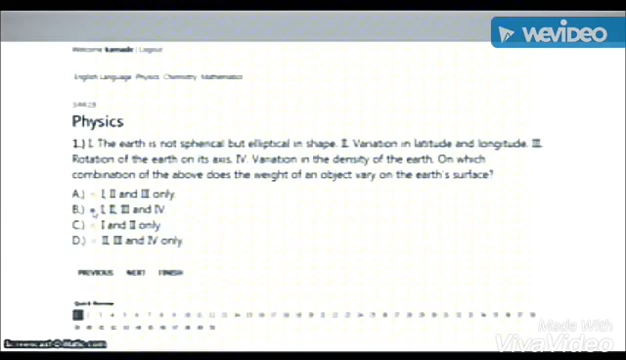 WEVIDEO
Welcome kamade | Logout
English Language Physics Chemistry Mathematics
Physics
1.) I. The earth is not spherical but elliptical in shape. II. Variation in latitude and longitude. III.
Rotation of the earth on its axis. IV. Variation in the density of the earth. On which
combination of the above does the weight of an object vary on the earth's surface?
A.) I, II and III only
B.) I, II, III and IV
C.) I and II only
D.) II, III and IV only
PREVIOUS NEXT FINISH
Quick Review
Made With
VivaVideo